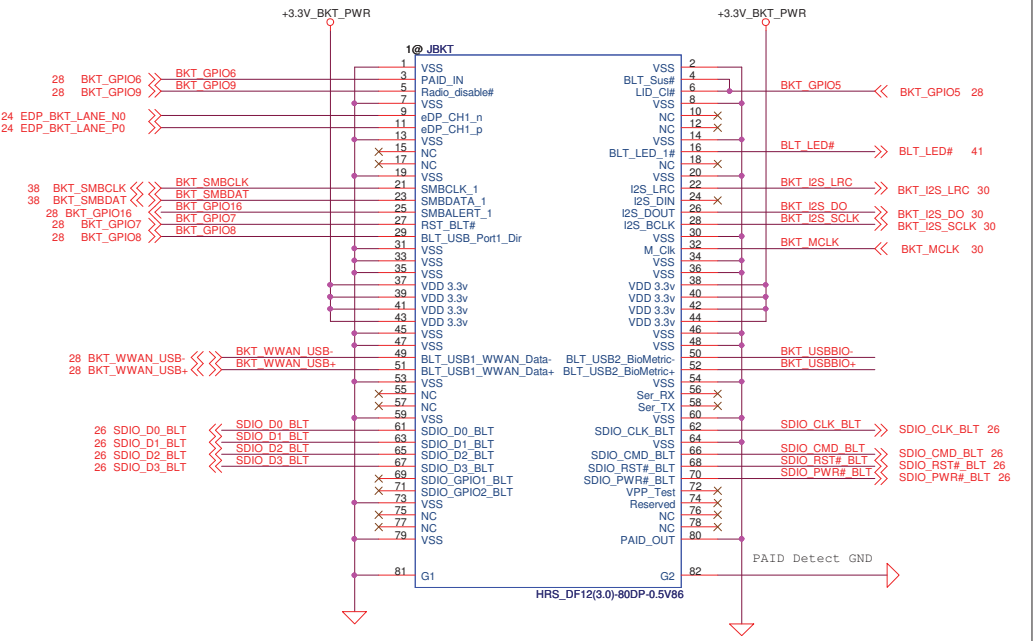 +3.3V_BKT_PWR +3.3V_BKT_PWR
1@ JBKT
1 VSS VSS 2
28 BKT_GPIO6 BKT_GPIO6 3 PAID_IN BLT_Sus# 4
28 BKT_GPIO9 BKT_GPIO9 5 Radio_disable# LID_Cl# 6 BKT_GPIO5 BKT_GPIO5 28
7 VSS VSS 8
24 EDP_BKT_LANE_N0 9 eDP_CH1_n NC 10
24 EDP_BKT_LANE_P0 11 eDP_CH1_p NC 12
13 VSS VSS 14
15 NC BLT_LED_1# 16 BLT_LED# BLT_LED# 41
17 NC NC 18
19 VSS VSS 20
38 BKT_SMBCLK BKT_SMBCLK 21 SMBCLK_1 I2S_LRC 22 BKT_I2S_LRC BKT_I2S_LRC 30
38 BKT_SMBDAT BKT_SMBDAT 23 SMBDATA_1 I2S_DIN 24
28 BKT_GPIO16 BKT_GPIO16 25 SMBALERT_1 I2S_DOUT 26 BKT_I2S_DO BKT_I2S_DO 30
28 BKT_GPIO7 BKT_GPIO7 27 RST_BLT# I2S_BCLK 28 BKT_I2S_SCLK BKT_I2S_SCLK 30
28 BKT_GPIO8 BKT_GPIO8 29 BLT_USB_Port1_Dir VSS 30
31 VSS M_Clk 32 BKT_MCLK BKT_MCLK 30
33 VSS VSS 34
35 VSS VSS 36
37 VDD 3.3v VDD 3.3v 38
39 VDD 3.3v VDD 3.3v 40
41 VDD 3.3v VDD 3.3v 42
43 VDD 3.3v VDD 3.3v 44
45 VSS VSS 46
47 VSS VSS 48
28 BKT_WWAN_USB- BKT_WWAN_USB- 49 BLT_USB1_WWAN_Data- BLT_USB2_BioMetric- 50 BKT_USBBIO-
28 BKT_WWAN_USB+ BKT_WWAN_USB+ 51 BLT_USB1_WWAN_Data+ BLT_USB2_BioMetric+ 52 BKT_USBBIO+
53 VSS VSS 54
55 NC Ser_RX 56
57 NC Ser_TX 58
59 VSS VSS 60
26 SDIO_D0_BLT SDIO_D0_BLT 61 SDIO_D0_BLT SDIO_CLK_BLT 62 SDIO_CLK_BLT SDIO_CLK_BLT 26
26 SDIO_D1_BLT SDIO_D1_BLT 63 SDIO_D1_BLT VSS 64
26 SDIO_D2_BLT SDIO_D2_BLT 65 SDIO_D2_BLT SDIO_CMD_BLT 66 SDIO_CMD_BLT SDIO_CMD_BLT 26
26 SDIO_D3_BLT SDIO_D3_BLT 67 SDIO_D3_BLT SDIO_RST#_BLT 68 SDIO_RST#_BLT SDIO_RST#_BLT 26
69 SDIO_GPIO1_BLT SDIO_PWR#_BLT 70 SDIO_PWR#_BLT SDIO_PWR#_BLT 26
71 SDIO_GPIO2_BLT VPP_Test 72
73 VSS Reserved 74
75 NC NC 76
77 NC NC 78
79 VSS PAID_OUT 80
PAID Detect GND
81 G1 G2 82
HRS_DF12(3.0)-80DP-0.5V86